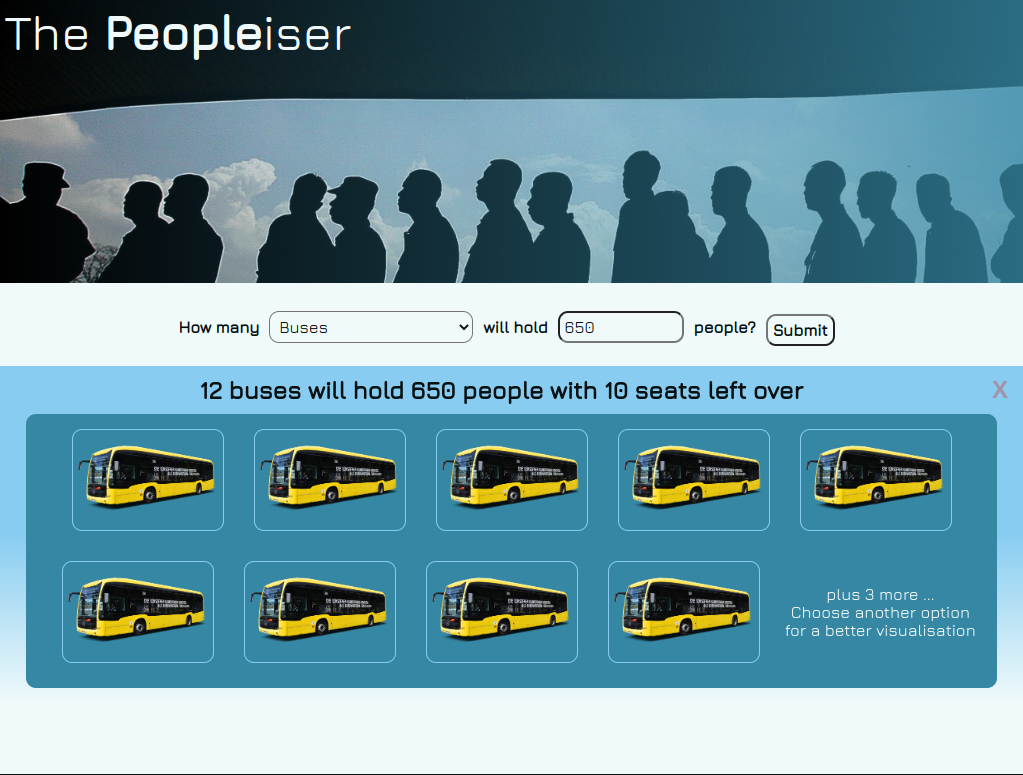 The Peopleiser
How many Buses will hold 650 people? Submit
12 buses will hold 650 people with 10 seats left over
X
plus 3 more ...
Choose another option
for a better visualisation